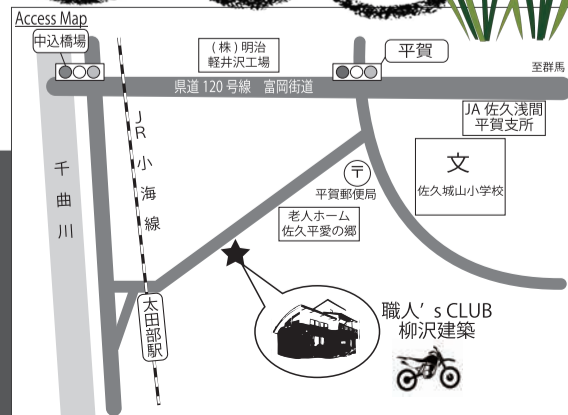 Access Map
中込橋場
(株)明治
軽井沢工場
平賀
至群馬
県道120号線 富岡街道
JA 佐久浅間
平賀支所
JR小海線
千曲川
〒
平賀郵便局
文
佐久城山小学校
老人ホーム
佐久平愛の郷
太田部駅
職人’s CLUB
柳沢建築